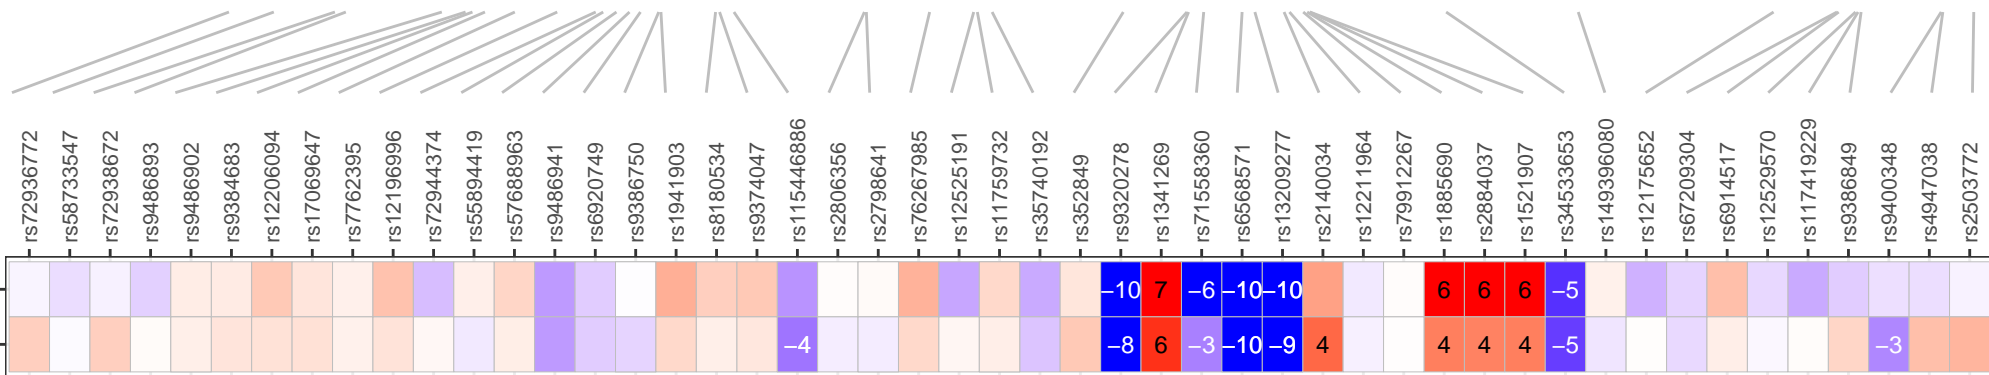 rs72936772
rs58733547
rs72938672
rs9486893
rs9486902
rs9384683
rs12206094
rs17069647
rs7762395
rs12196996
rs72944374
rs55894419
rs57688963
rs9486941
rs6920749
rs9386750
rs1941903
rs8180534
rs9374047
rs115446886
rs2806356
rs2798641
rs76267985
rs12525191
rs11759732
rs35740192
rs352849
rs9320278
rs1341269
rs71558360
rs6568571
rs13209277
rs2140034
rs12211964
rs79912267
rs1885690
rs2884037
rs1521907
rs34533653
rs149396080
rs12175652
rs67209304
rs6914517
rs12529570
rs117419229
rs9386849
rs9400348
rs4947038
rs2503772
−10 7 −6 −10 −10 6 6 6 −5
−4 −8 6 −3 −10 −9 4 4 4 4 −5 −3